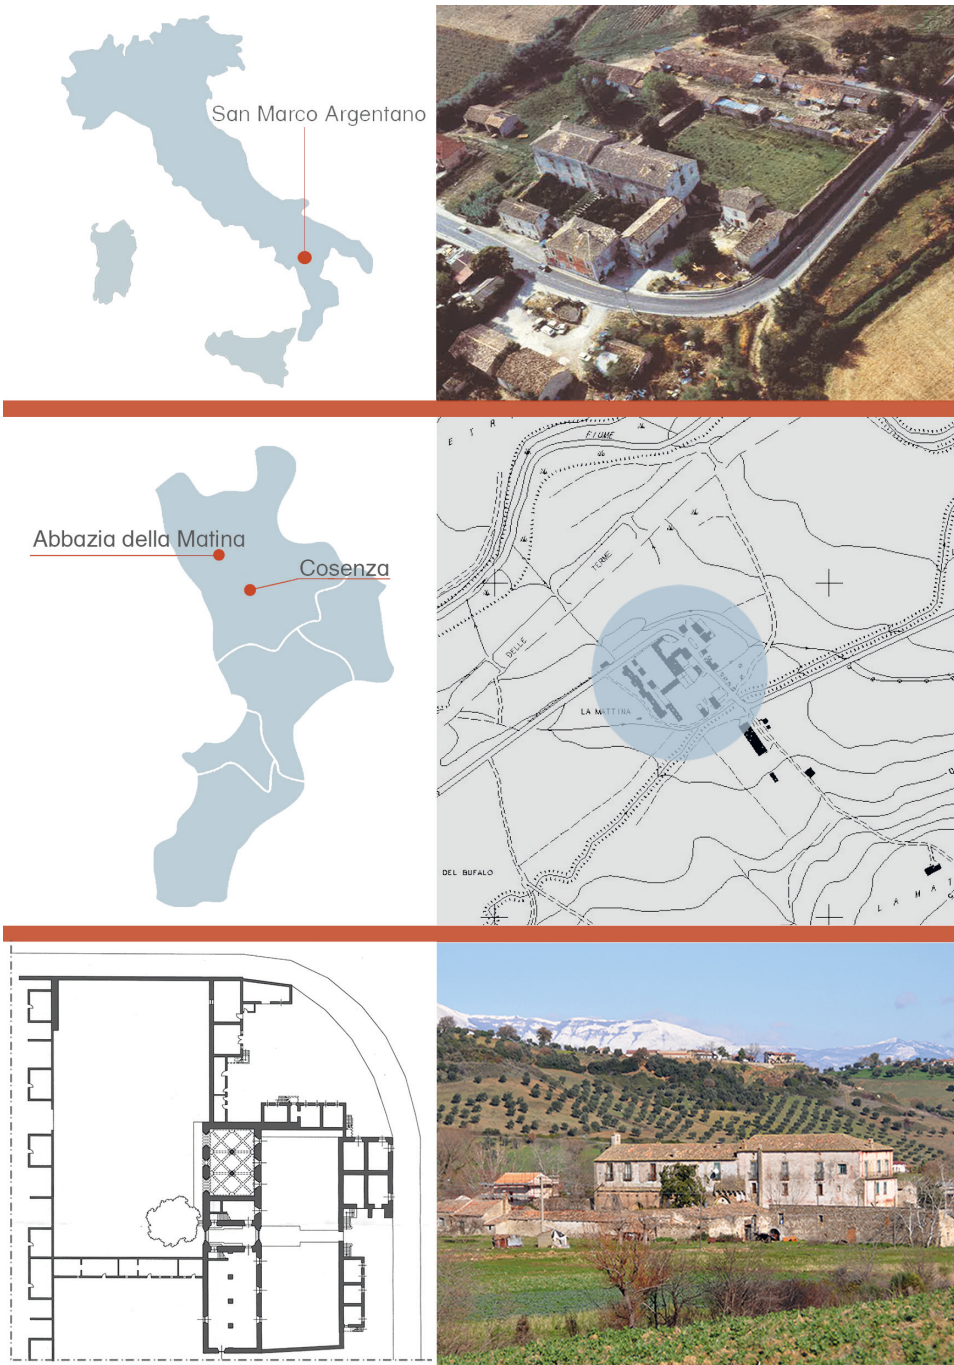 San Marco Argentano
Abbazia della Matina
Cosenza
E T R
FIUME
TERME
DELLE
LA MATTINA
DEL BUFALO
L A M A T